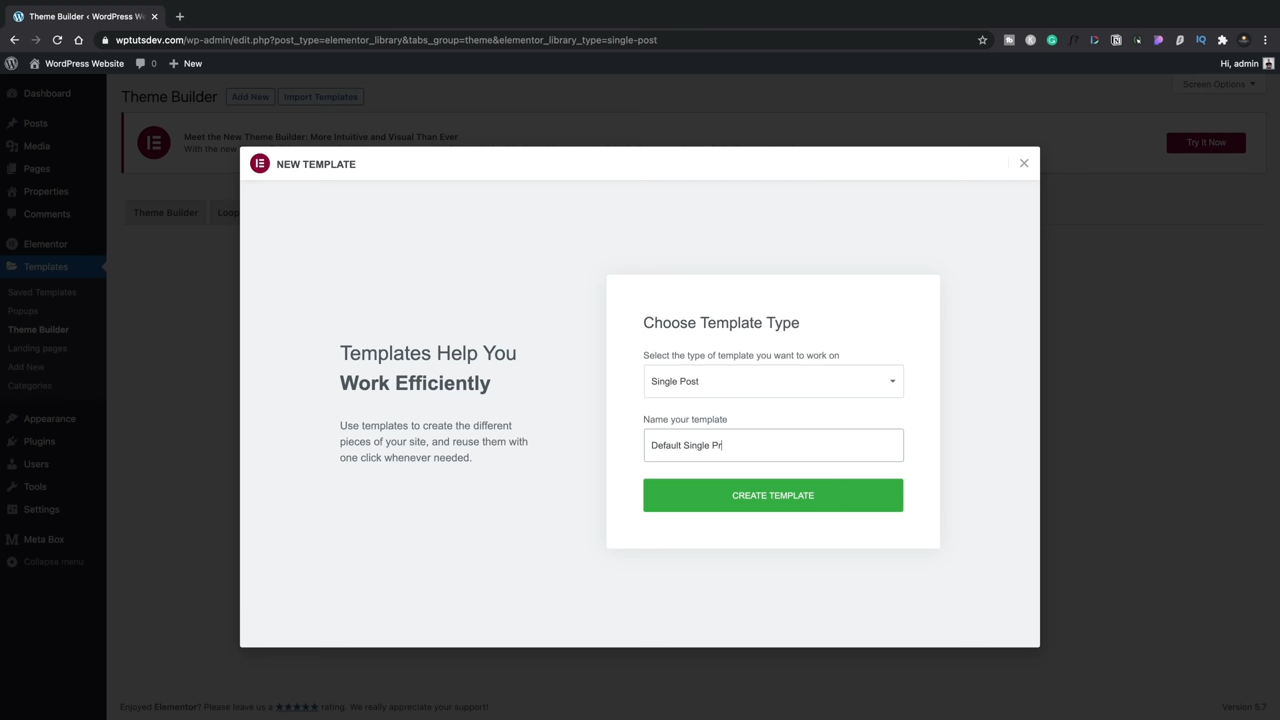 Theme Builder ‹ WordPress We
wptutsdev.com/wp-admin/edit.php?post_type=elementor_library&tabs_group=theme&elementor_library_type=single-post
WordPress Website
0
New
Hi, admin
Dashboard
Posts
Media
Pages
Properties
Comments
Elementor
Templates
Saved Templates
Popups
Theme Builder
Landing pages
Add New
Categories
Appearance
Plugins
Users
Tools
Settings
Meta Box
Collapse menu
Theme Builder
Add New
Import Templates
Screen Options
Meet the New Theme Builder: More Intuitive and Visual Than Ever
With the new
Try It Now
Theme Builder
Loop
NEW TEMPLATE
Templates Help You
Work Efficiently
Use templates to create the different
pieces of your site, and reuse them with
one click whenever needed.
Choose Template Type
Select the type of template you want to work on
Single Post
Name your template
Default Single Pr
CREATE TEMPLATE
Enjoyed Elementor? Please leave us a ★★★★★ rating. We really appreciate your support!
Version 5.7